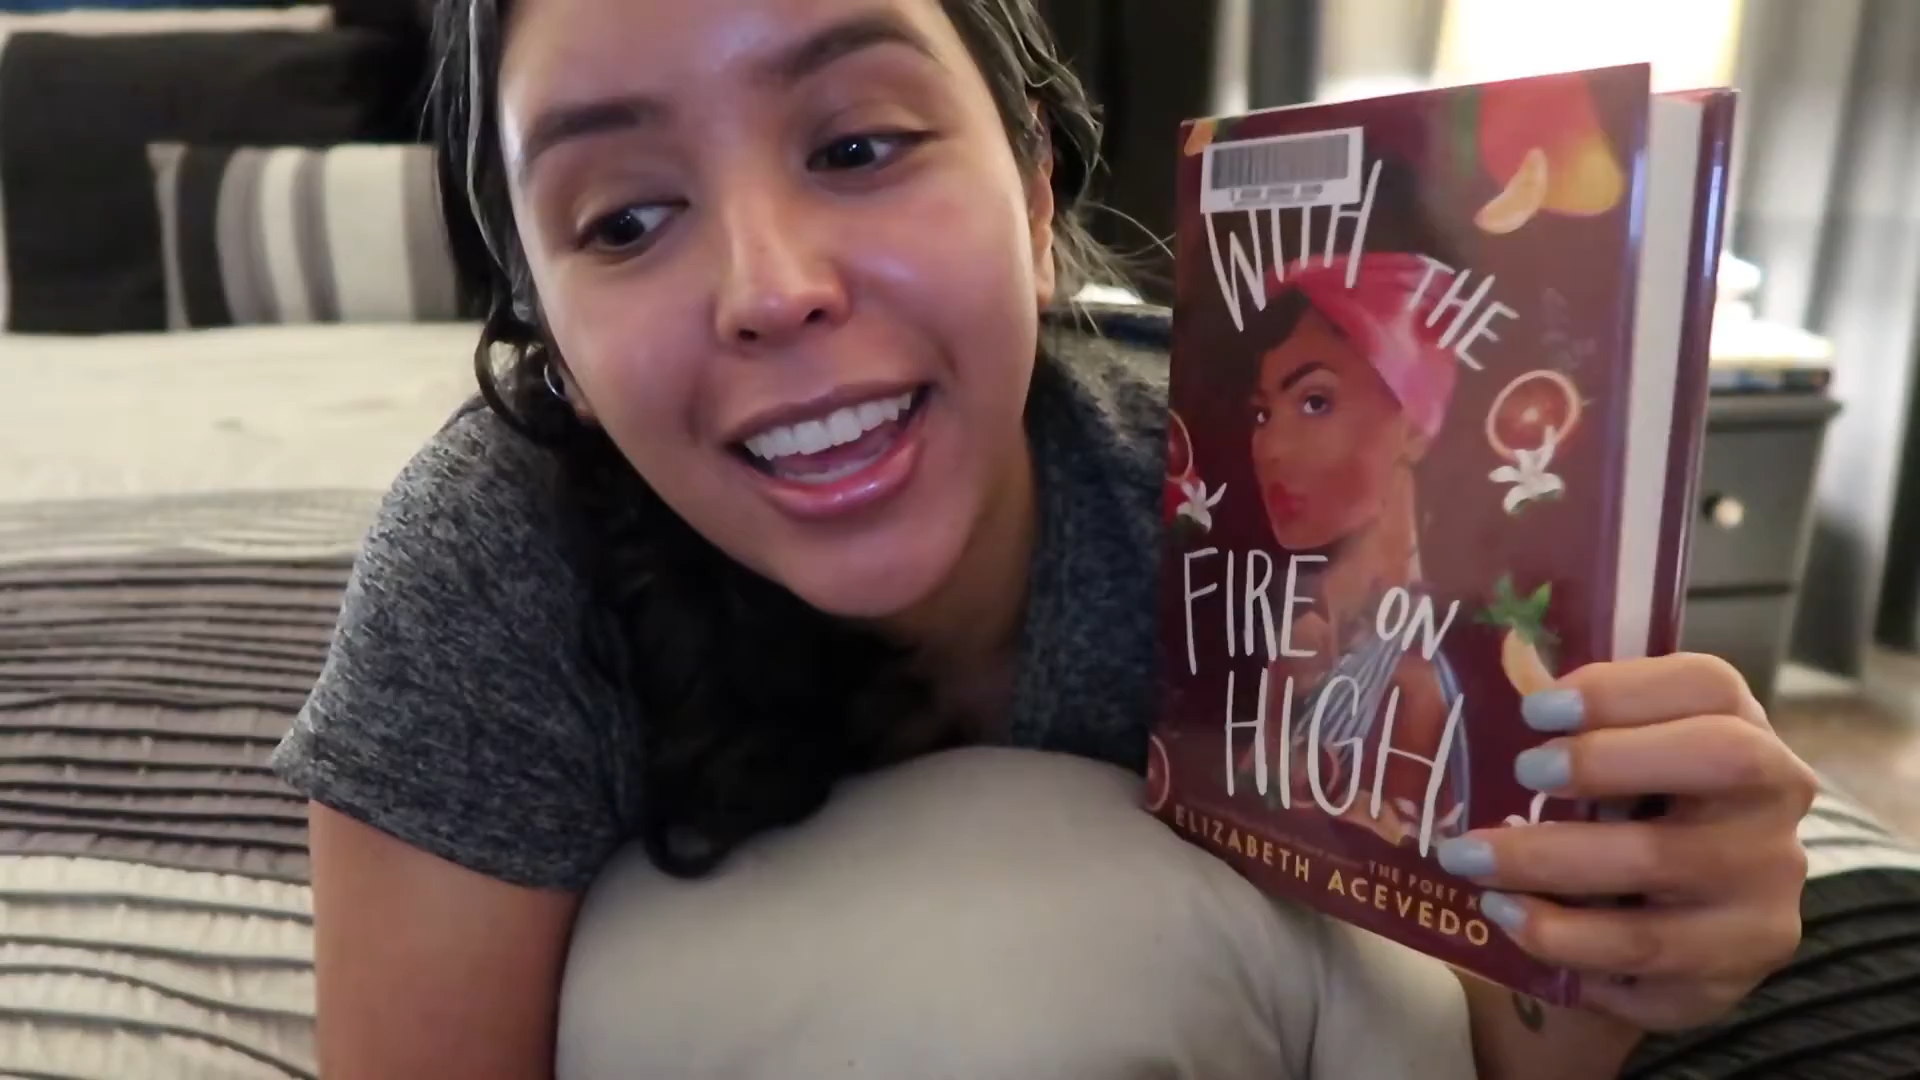 WITH THE
FIRE ON
HIGH
THE POET X
ELIZABETH ACEVEDO